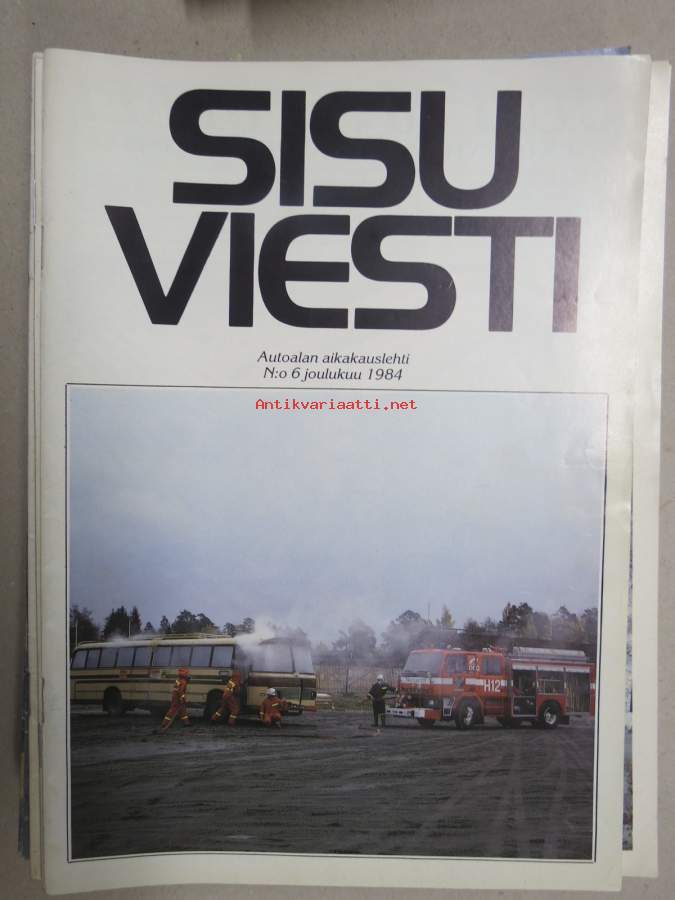 SISU
VIESTI
Autoalan aikakauslehti
N:o 6 joulukuu 1984
Antikvariaatti.net
H12